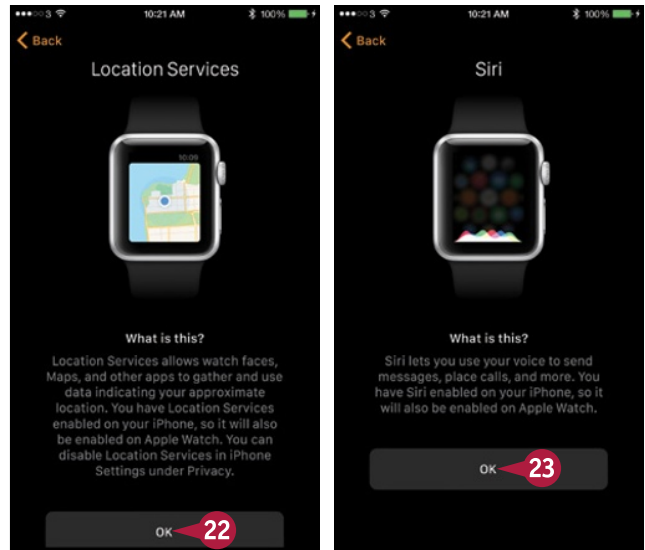 3 10:21 AM 100%
Back
Location Services
10:09
What is this?
Location Services allows watch faces,
Maps, and other apps to gather and use
data indicating your approximate
location. You have Location Services
enabled on your iPhone, so it will also
be enabled on Apple Watch. You can
disable Location Services in iPhone
Settings under Privacy.
OK 22
3 10:21 AM 100%
Back
Siri
What is this?
Siri lets you use your voice to send
messages, place calls, and more. You
have Siri enabled on your iPhone, so it
will also be enabled on Apple Watch.
OK 23